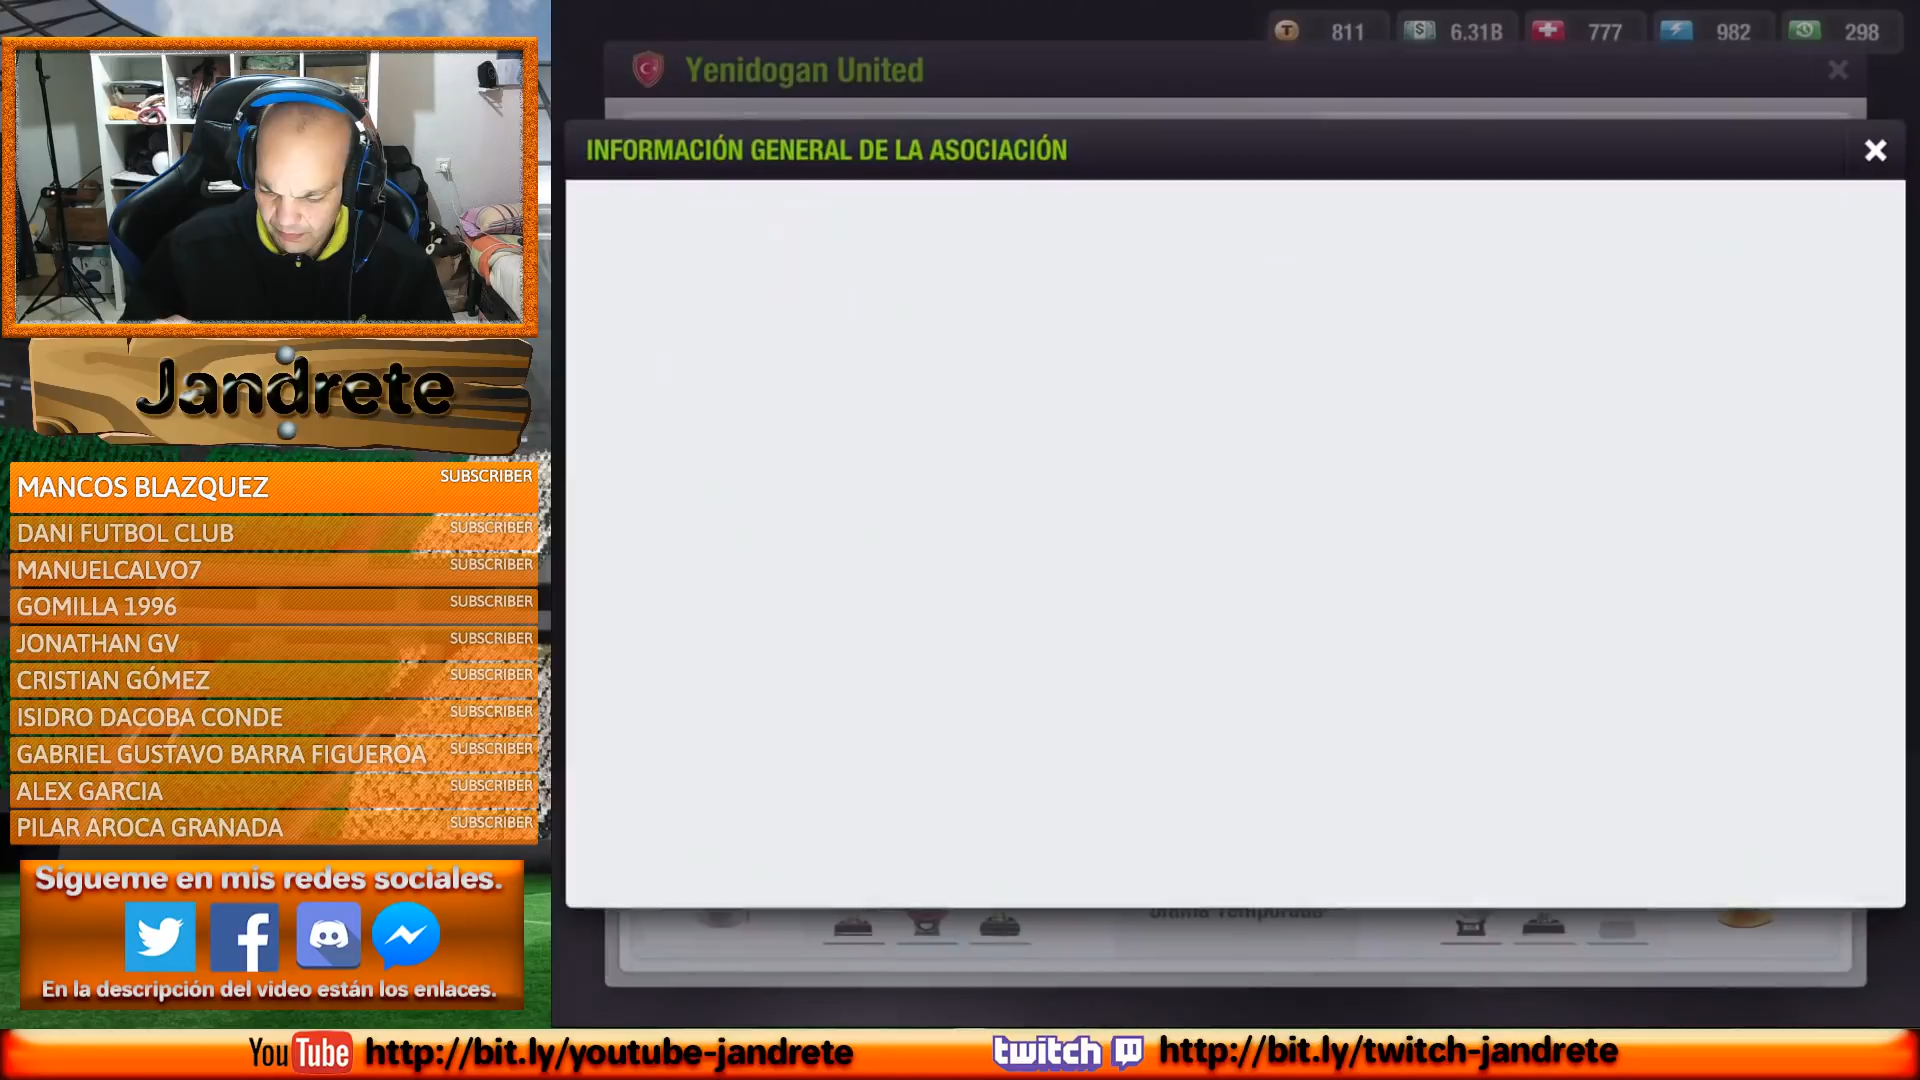 811
6.31B
777
982
298
Yenidogan United
INFORMACIÓN GENERAL DE LA ASOCIACIÓN
Jandrete
MANCOS BLAZQUEZ SUBSCRIBER
DANI FUTBOL CLUB SUBSCRIBER
MANUELCALVO7 SUBSCRIBER
GOMILLA 1996 SUBSCRIBER
JONATHAN GV SUBSCRIBER
CRISTIAN GÓMEZ SUBSCRIBER
ISIDRO DACOBA CONDE SUBSCRIBER
GABRIEL GUSTAVO BARRA FIGUEROA SUBSCRIBER
ALEX GARCIA SUBSCRIBER
PILAR AROCA GRANADA SUBSCRIBER
Sígueme en mis redes sociales.
En la descripción del video están los enlaces.
YouTube http://bit.ly/youtube-jandrete
twitch http://bit.ly/twitch-jandrete